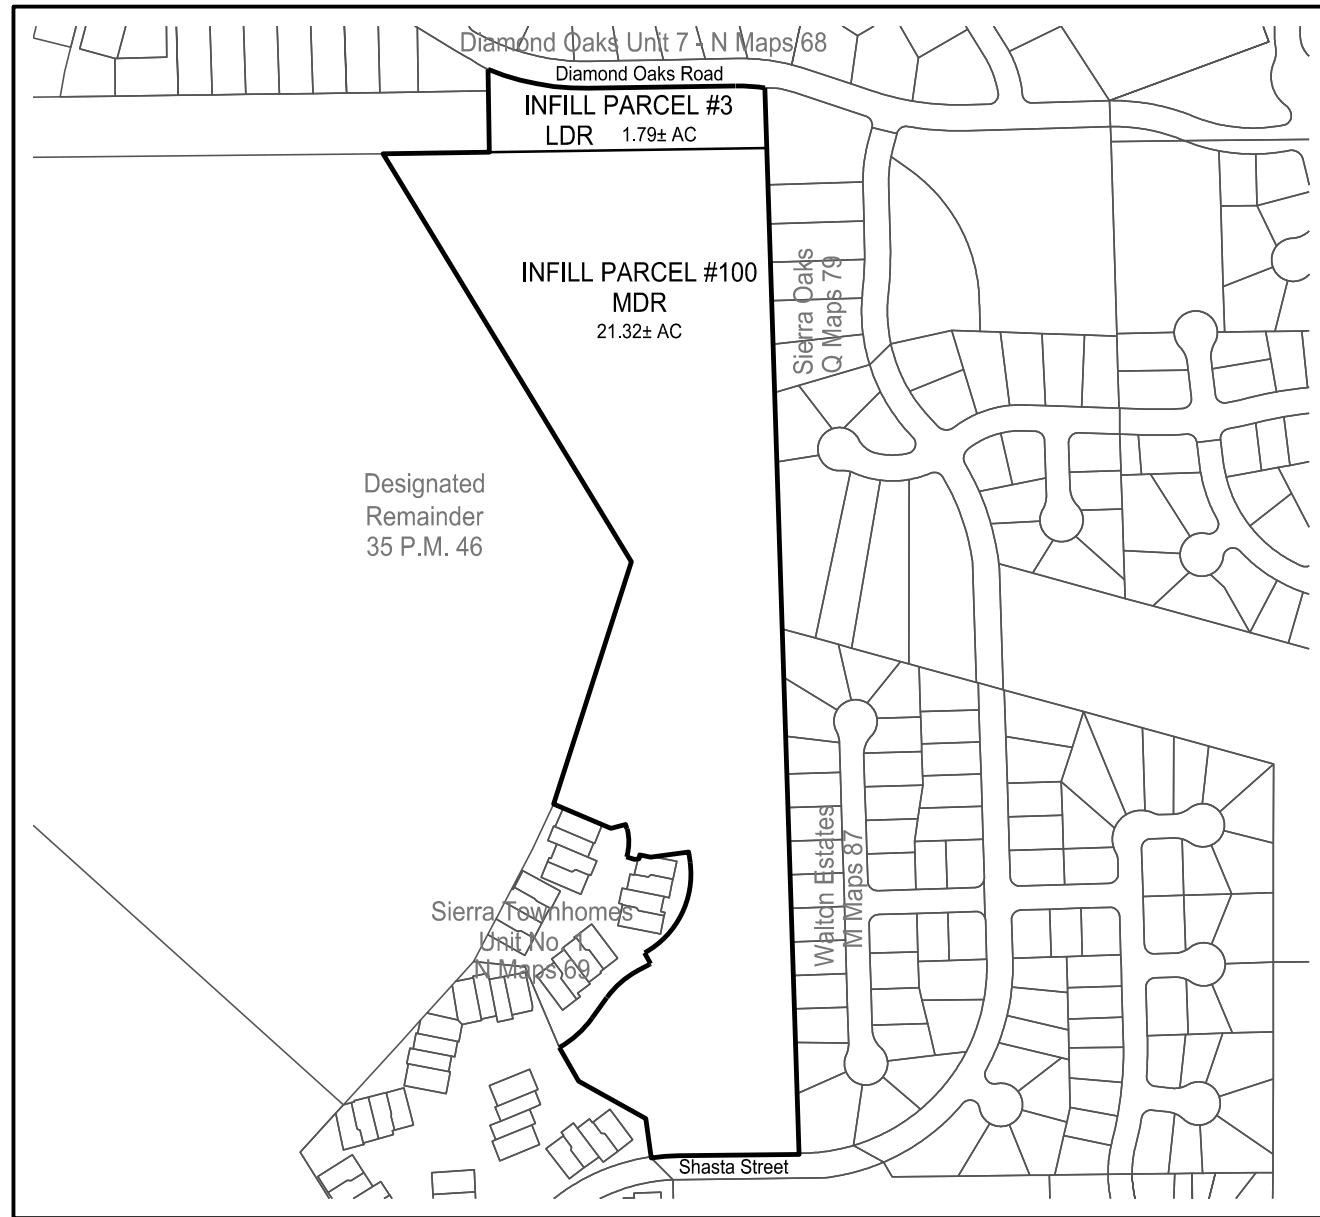 Diamond Oaks Unit 7 - N Maps 68
Diamond Oaks Road
INFILL PARCEL #3
LDR 1.79± AC
INFILL PARCEL #100
MDR
21.32± AC
Sierra Oaks
Q Maps 79
Designated
Remainder
35 P.M. 46
Walton Estates
M Maps 87
Sierra Townhomes
Unit No. 1
N Maps 69
Shasta Street